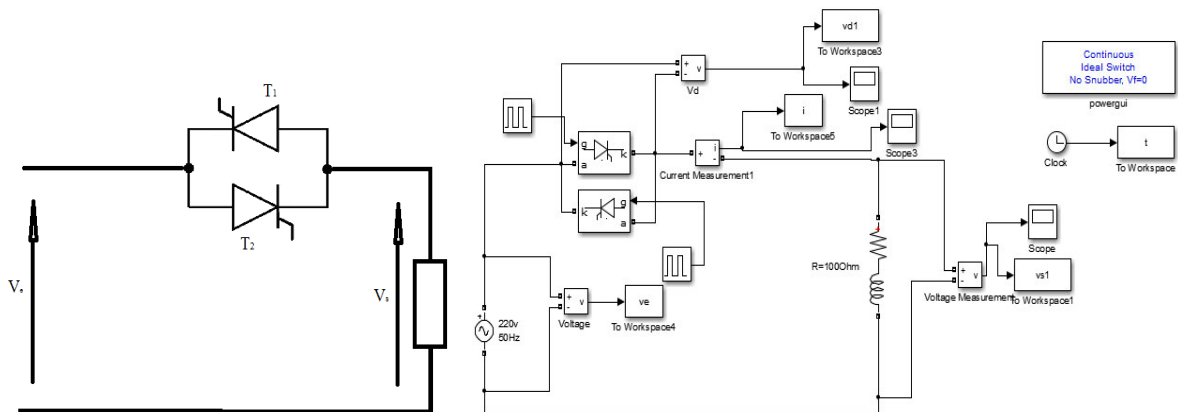 T1
T2
Ve
Vs
vd1
To Workspace3
+
-
v
Vd
Scope1
i
To Workspace5
Scope3
g
a
k
+
-
i
Current Measurement1
k
g
a
Continuous
Ideal Switch
No Snubber, Vf=0
powergui
Clock
t
To Workspace
R=100Ohm
Scope
+
-
v
Voltage Measurement
vs1
To Workspace1
+
220v
50Hz
+
-
v
Voltage
ve
To Workspace4